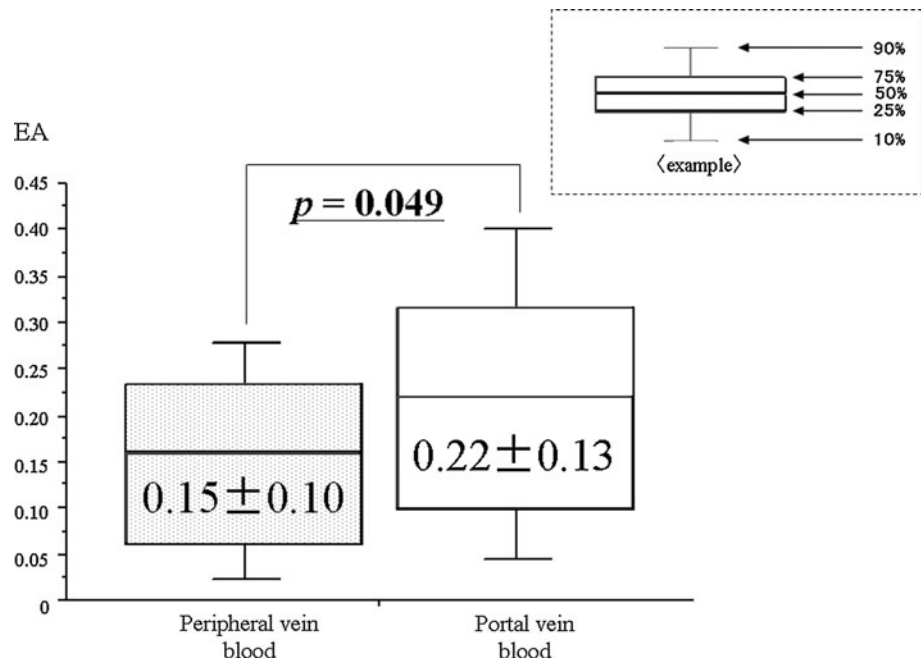 90%
75%
50%
25%
10%
〈example〉
EA
0.45
0.40
0.35
0.30
0.25
0.20
0.15
0.10
0.05
0
p = 0.049
0.15±0.10
0.22±0.13
Peripheral vein
blood
Portal vein
blood